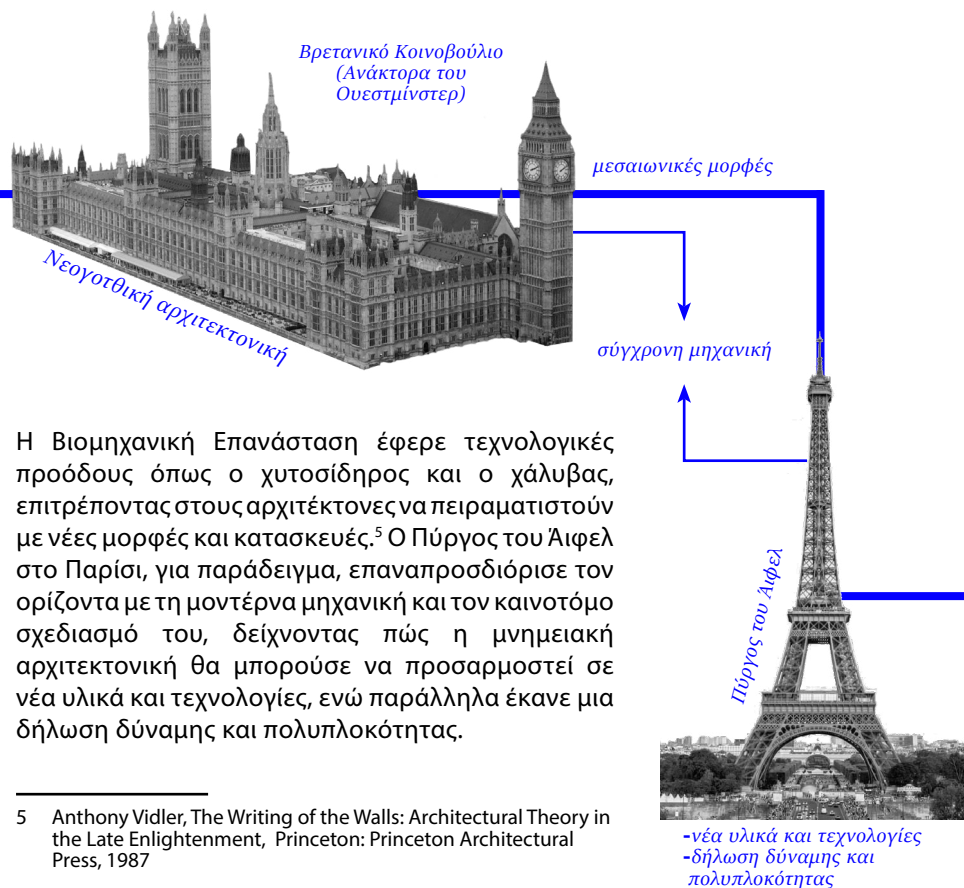 Βρετανικό Κοινοβούλιο
(Ανάκτορα του
Ουεστμίνστερ)
μεσαιωνικές μορφές
Νεογοτθική αρχιτεκτονική
σύγχρονη μηχανική
Η Βιομηχανική Επανάσταση έφερε τεχνολογικές
προόδους όπως ο χυτοσίδηρος και ο χάλυβας,
επιτρέποντας στους αρχιτέκτονες να πειραματιστούν
με νέες μορφές και κατασκευές.5 Ο Πύργος του Άιφελ
στο Παρίσι, για παράδειγμα, επαναπροσδιόρισε τον
ορίζοντα με τη μοντέρνα μηχανική και τον καινοτόμο
σχεδιασμό του, δείχνοντας πώς η μνημειακή
αρχιτεκτονική θα μπορούσε να προσαρμοστεί σε
νέα υλικά και τεχνολογίες, ενώ παράλληλα έκανε μια
δήλωση δύναμης και πολυπλοκότητας.
Πύργος του Άιφελ
5 Anthony Vidler, The Writing of the Walls: Architectural Theory in
the Late Enlightenment, Princeton: Princeton Architectural
Press, 1987
-νέα υλικά και τεχνολογίες
-δήλωση δύναμης και
πολυπλοκότητας